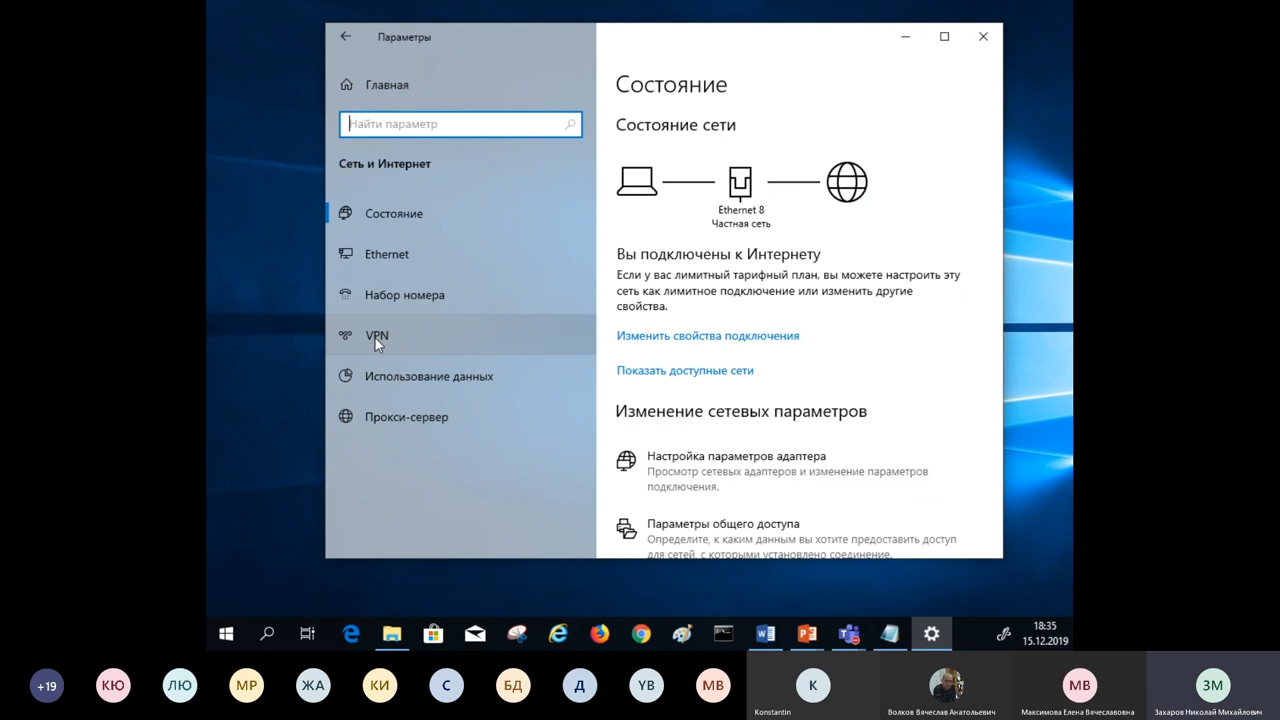 Параметры
Главная
Найти параметр
Сеть и Интернет
Состояние
Ethernet
Набор номера
VPN
Использование данных
Прокси-сервер
Состояние
Состояние сети
Ethernet 8
Частная сеть
Вы подключены к Интернету
Если у вас лимитный тарифный план, вы можете настроить эту
сеть как лимитное подключение или изменить другие
свойства.
Изменить свойства подключения
Показать доступные сети
Изменение сетевых параметров
Настройка параметров адаптера
Просмотр сетевых адаптеров и изменение параметров
подключения.
Параметры общего доступа
Определите, к каким данным вы хотите предоставить доступ
для сетей, с которыми установлено соединение.
18:35
15.12.2019
+19
КЮ
ЛЮ
МР
ЖА
КИ
С
БД
Д
YB
МВ
K
Konstantin
Волков Вячеслав Анатольевич
МВ
Максимова Елена Вячеславовна
ЗМ
Захаров Николай Михайлович